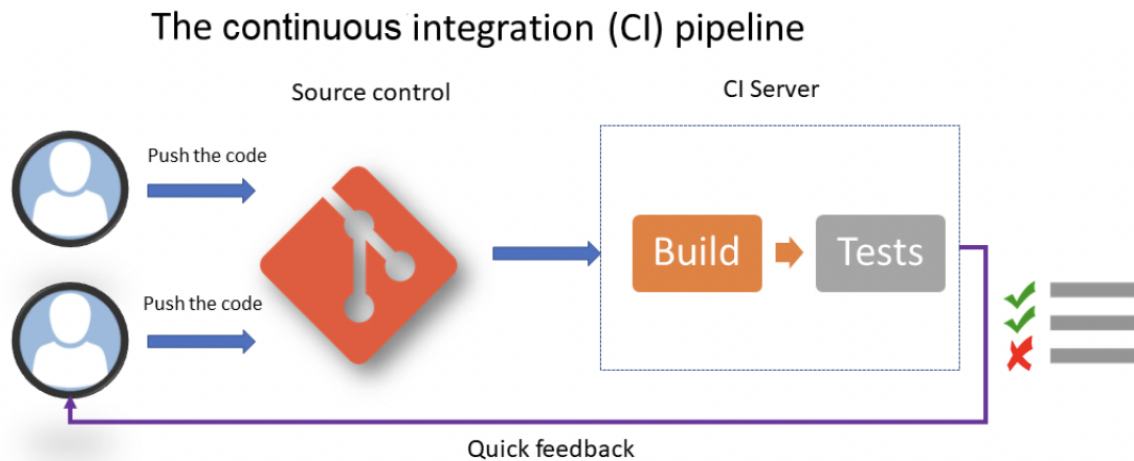 The continuous integration (CI) pipeline
Source control
CI Server
Push the code
Build
Tests
Push the code
Quick feedback